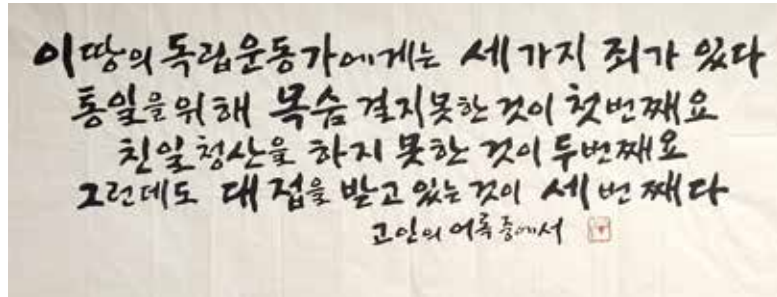 이땅의 독립운동가에게는 세가지 죄가 있다
통일을위해 목숨걸지못한 것이 첫번째요
친일청산을 하지 못한 것이 두번째요
그런데도 대접을 받고 있는것이 세번째다
고인의 어록중에서